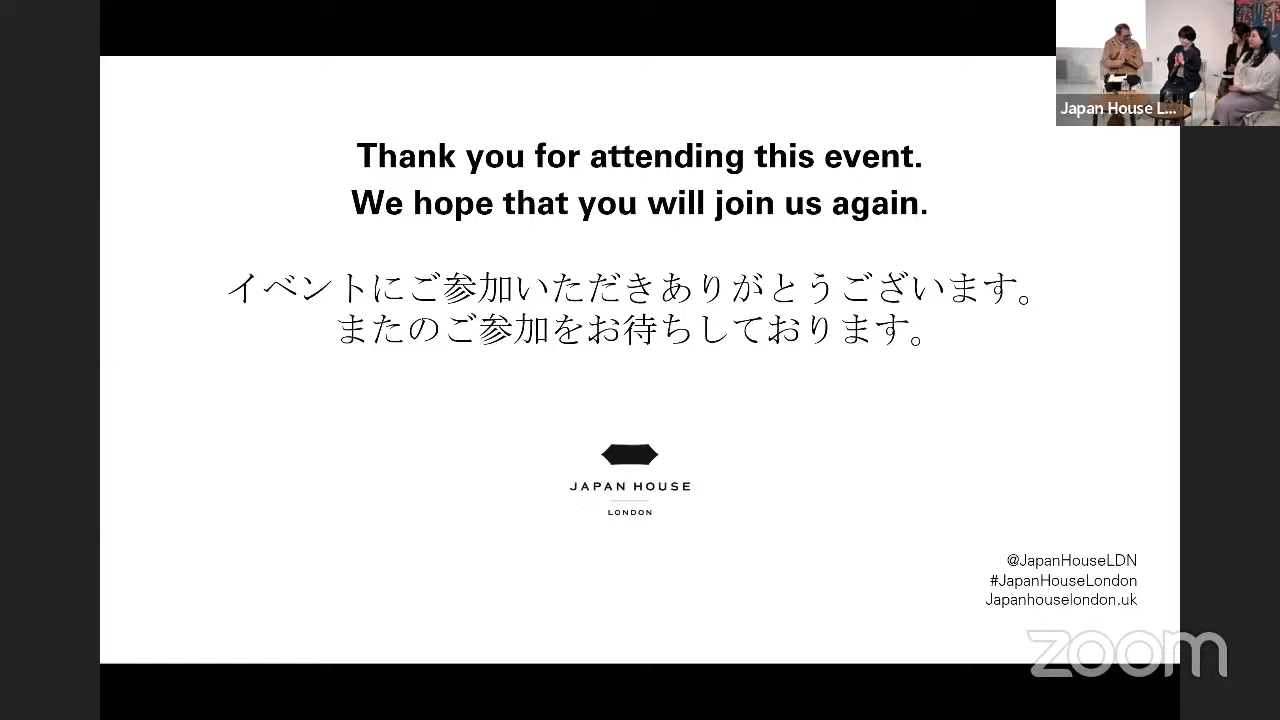 Japan House L...
Thank you for attending this event.
We hope that you will join us again.
イベントにご参加いただきありがとうございます。
またのご参加をお待ちしております。
JAPAN HOUSE
LONDON
@JapanHouseLDN
#JapanHouseLondon
Japanhouselondon.uk
zoom